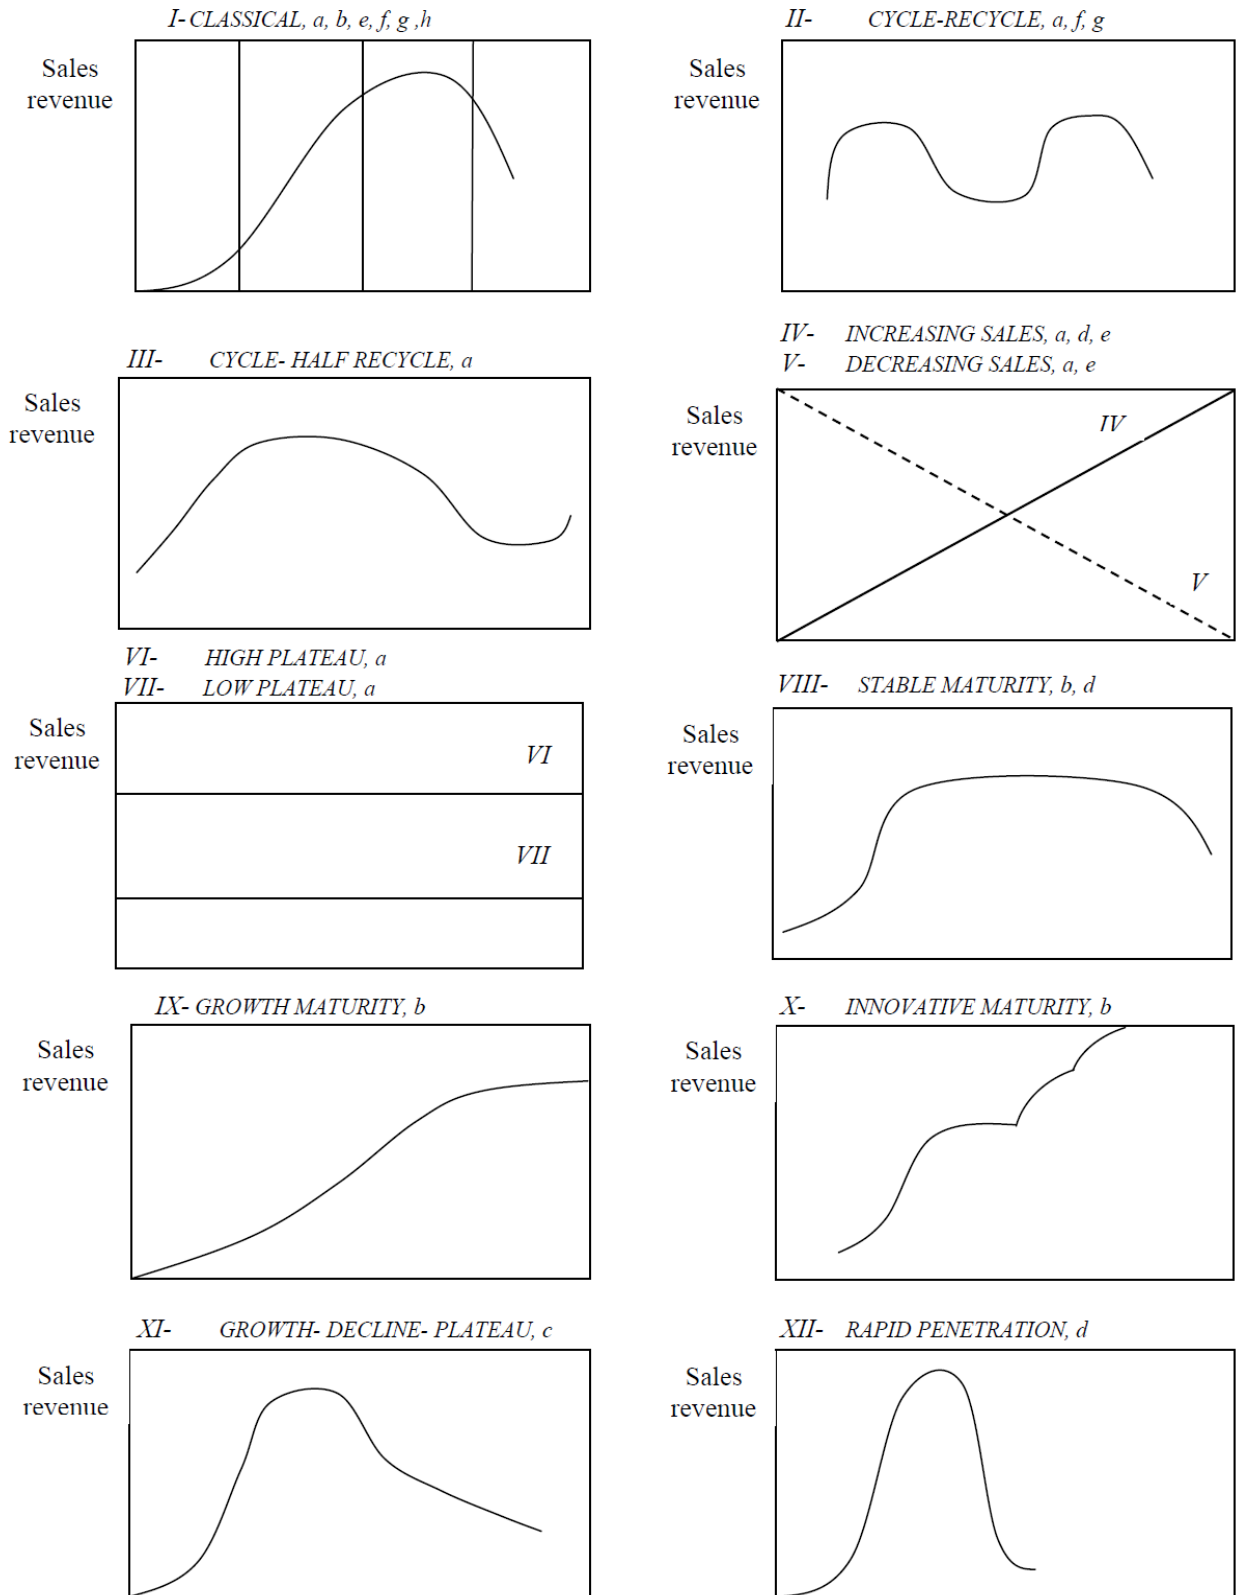 I- CLASSICAL, a, b, e, f, g ,h
Sales
revenue
II- CYCLE-RECYCLE, a, f, g
Sales
revenue
III- CYCLE- HALF RECYCLE, a
Sales
revenue
IV- INCREASING SALES, a, d, e
V- DECREASING SALES, a, e
Sales
revenue
IV
V
VI- HIGH PLATEAU, a
VII- LOW PLATEAU, a
Sales
revenue
VI
VII
VIII- STABLE MATURITY, b, d
Sales
revenue
IX- GROWTH MATURITY, b
Sales
revenue
X- INNOVATIVE MATURITY, b
Sales
revenue
XI- GROWTH- DECLINE- PLATEAU, c
Sales
revenue
XII- RAPID PENETRATION, d
Sales
revenue